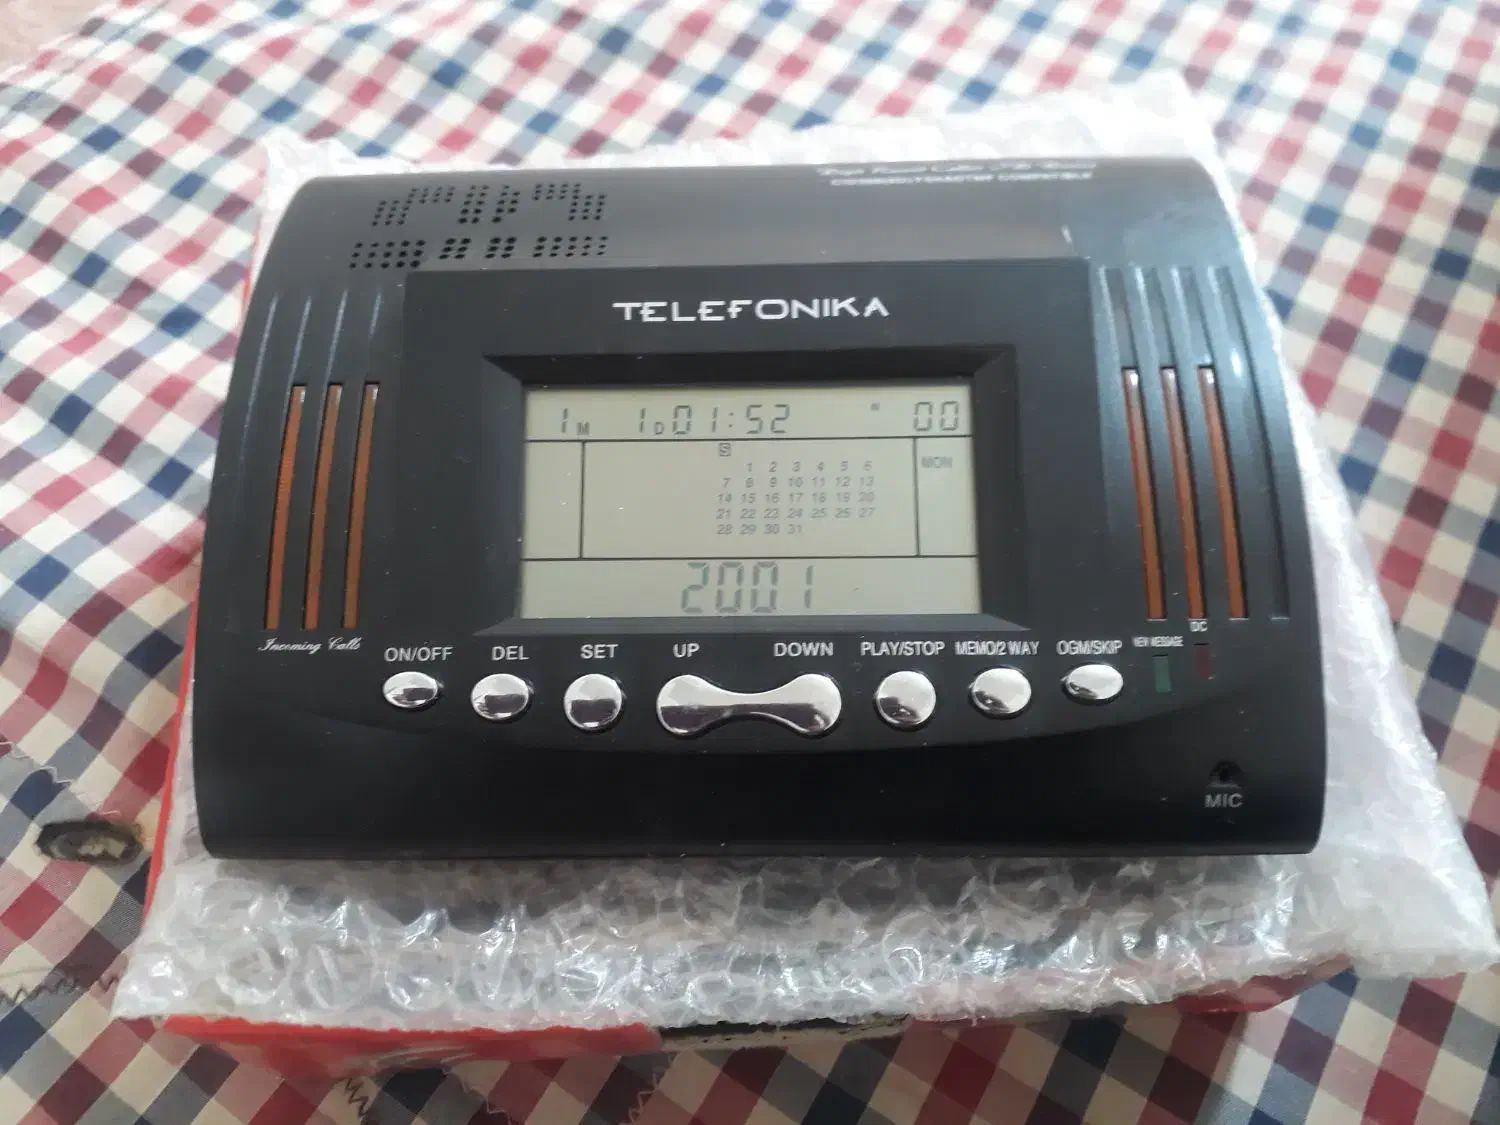 TELEFONIKA
1M 1D 01:52 N 00
S
MON
1 2 3 4 5 6
7 8 9 10 11 12 13
14 15 16 17 18 19 20
21 22 23 24 25 26 27
28 29 30 31
2001
Incoming Calls
ON/OFF DEL SET UP DOWN PLAY/STOP MEMO/2 WAY OGM/SKIP NEW MESSAGE DC
MIC